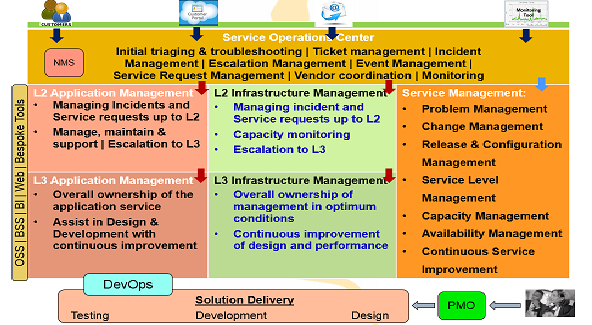 CUSTOMERS
Customer
Portal
Monitoring
Tool
Service Operations Center
NMS
Initial triaging & troubleshooting | Ticket management | Incident
Management | Escalation Management | Event Management |
Service Request Management | Vendor coordination | Monitoring
OSS | BSS | BI | Web | Bespoke Tools
L2 Application Management
• Managing Incidents and
Service requests up to L2
• Manage, maintain &
support | Escalation to L3
L2 Infrastructure Management
• Managing incident and
Service requests up to L2
• Capacity monitoring
• Escalation to L3
Service Management:
• Problem Management
• Change Management
• Release & Configuration
Management
• Service Level
Management
• Capacity Management
• Availability Management
• Continuous Service
Improvement
L3 Application Management
• Overall ownership of the
application service
• Assist in Design &
Development with
continuous improvement
L3 Infrastructure Management
• Overall ownership of
management in optimum
conditions
• Continuous improvement
of design and performance
DevOps
Solution Delivery
Testing Development Design
PMO